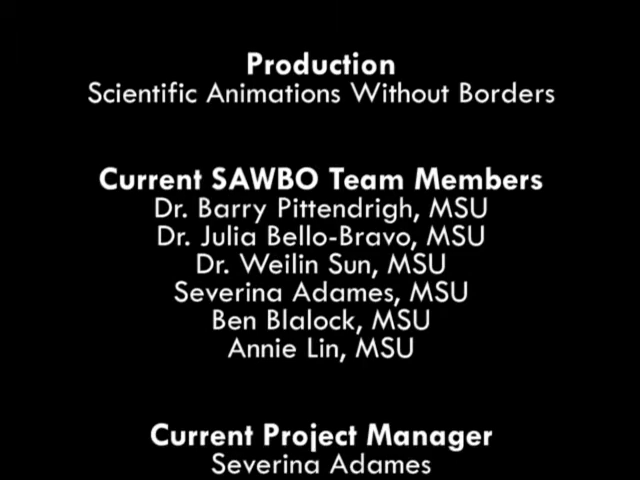 Production
Scientific Animations Without Borders
Current SAWBO Team Members
Dr. Barry Pittendrigh, MSU
Dr. Julia Bello-Bravo, MSU
Dr. Weilin Sun, MSU
Severina Adames, MSU
Ben Blalock, MSU
Annie Lin, MSU
Current Project Manager
Severina Adames